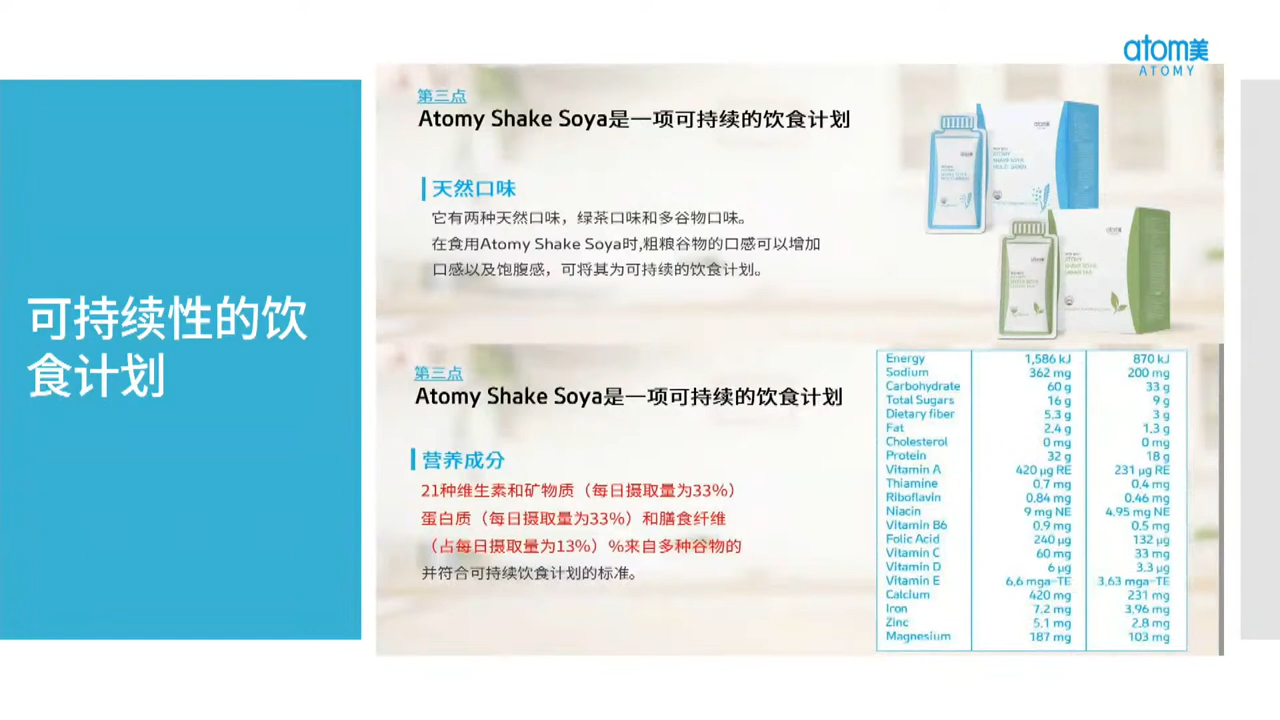 atom美
ATOMY
可持续性的饮
食计划
第三点
Atomy Shake Soya是一项可持续的饮食计划
天然口味
它有两种天然口味，绿茶口味和多谷物口味。
在食用Atomy Shake Soya时,粗粮谷物的口感可以增加
口感以及饱腹感，可将其为可持续的饮食计划。
第三点
Atomy Shake Soya是一项可持续的饮食计划
营养成分
21种维生素和矿物质（每日摄取量为33%）
蛋白质（每日摄取量为33%）和膳食纤维
（占每日摄取量为13%）%来自多种谷物的
并符合可持续饮食计划的标准。
Energy 1,586 kJ 870 kJ
Sodium 362 mg 200 mg
Carbohydrate 60 g 33 g
Total Sugars 16 g 9 g
Dietary fiber 5,3 g 3 g
Fat 2.4 g 1.3 g
Cholesterol 0 mg 0 mg
Protein 32 g 18 g
Vitamin A 420 µg RE 231 µg RE
Thiamine 0.7 mg 0.4 mg
Riboflavin 0.84 mg 0.46 mg
Niacin 9 mg NE 4.95 mg NE
Vitamin B6 0.9 mg 0.5 mg
Folic Acid 240 µg 132 µg
Vitamin C 60 mg 33 mg
Vitamin D 6 µg 3.3 µg
Vitamin E 6,6 mga-TE 3,63 mga-TE
Calcium 420 mg 231 mg
Iron 7.2 mg 3,96 mg
Zinc 5.1 mg 2.8 mg
Magnesium 187 mg 103 mg